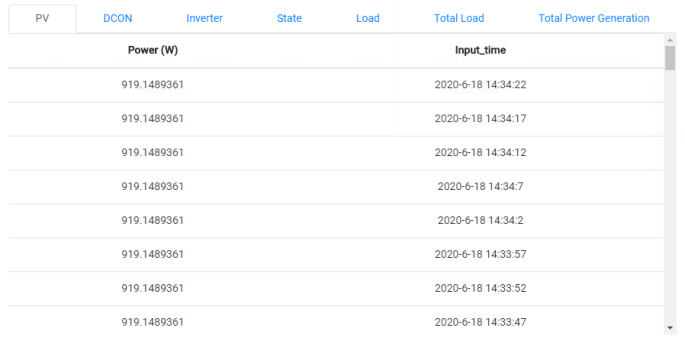 PV DCON Inverter State Load Total Load Total Power Generation
Power (W) Input_time
919.1489361 2020-6-18 14:34:22
919.1489361 2020-6-18 14:34:17
919.1489361 2020-6-18 14:34:12
919.1489361 2020-6-18 14:34:7
919.1489361 2020-6-18 14:34:2
919.1489361 2020-6-18 14:33:57
919.1489361 2020-6-18 14:33:52
919.1489361 2020-6-18 14:33:47